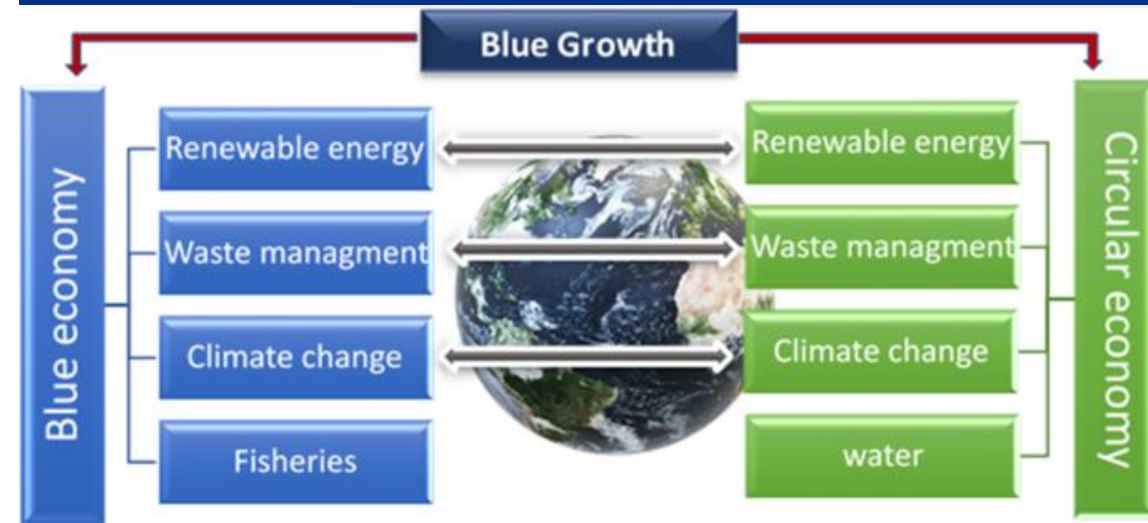 Blue Growth
Blue economy
Renewable energy
Waste managment
Climate change
Fisheries
Renewable energy
Waste managment
Climate change
water
Circular economy